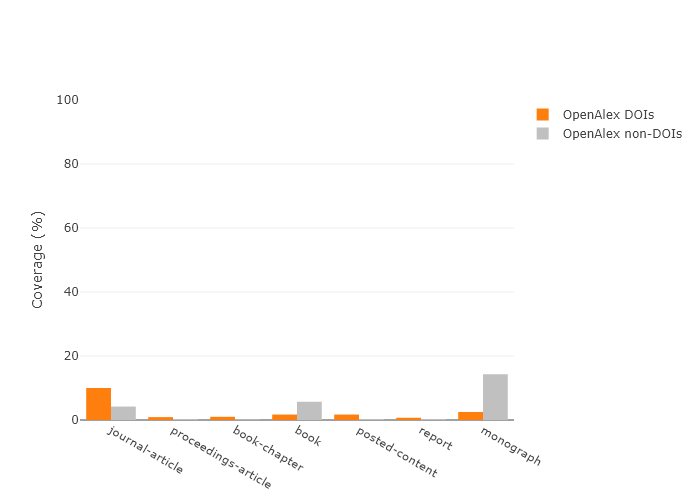 100
80
60
40
20
0
Coverage (%)
journal-article
proceedings-article
book-chapter
book
posted-content
report
monograph
OpenAlex DOIs
OpenAlex non-DOIs